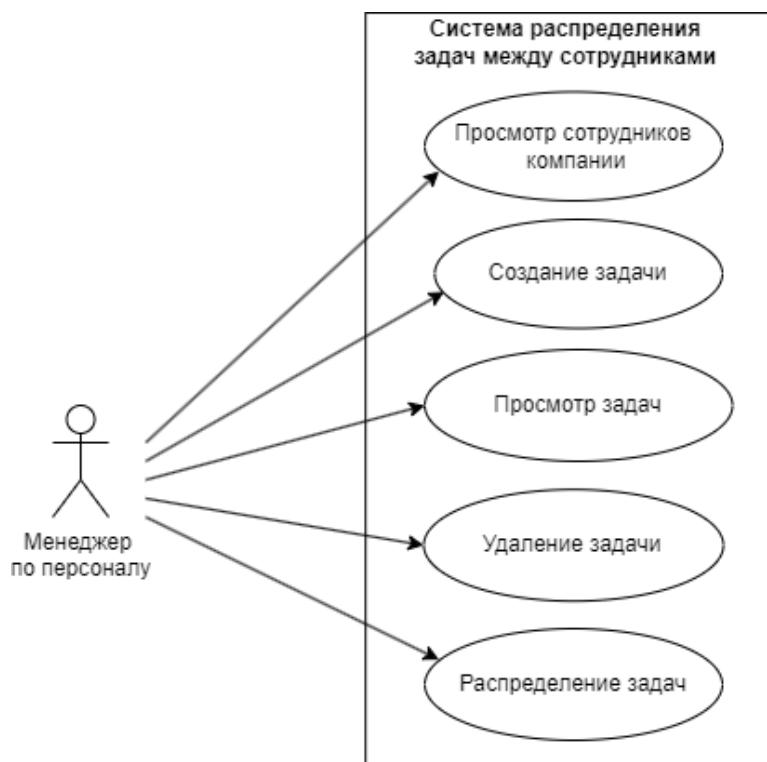 Система распределения
задач между сотрудниками
Просмотр сотрудников
компании
Создание задачи
Просмотр задач
Удаление задачи
Распределение задач
Менеджер
по персоналу